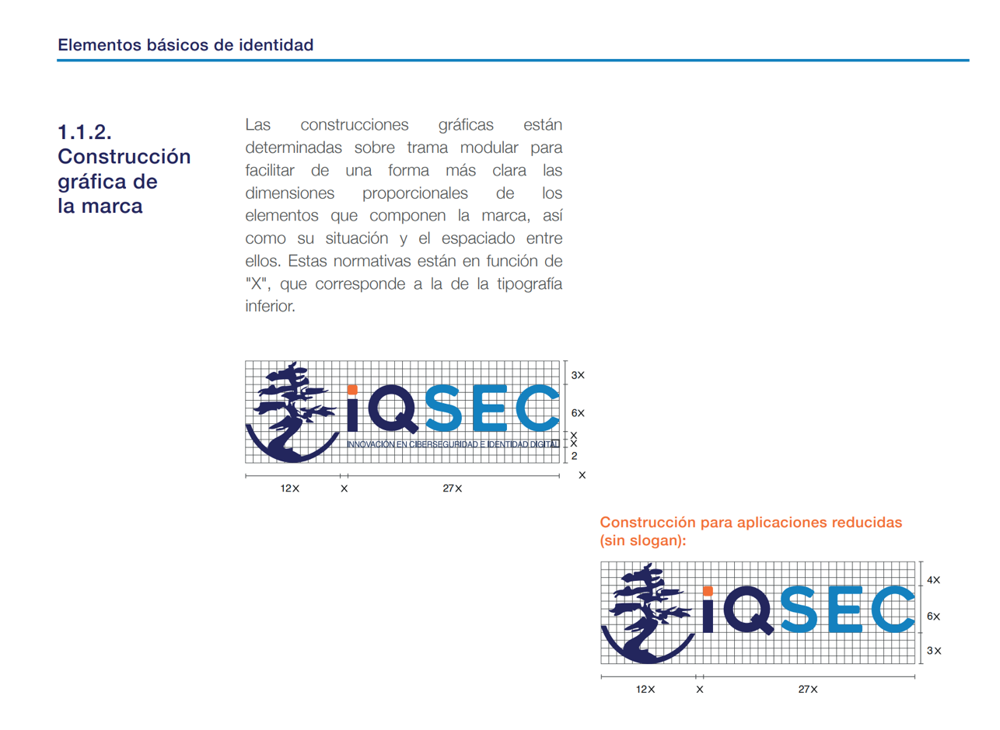 Elementos básicos de identidad
1.1.2.
Construcción
gráfica de
la marca
Las construcciones gráficas están
determinadas sobre trama modular para
facilitar de una forma más clara las
dimensiones proporcionales de los
elementos que componen la marca, así
como su situación y el espaciado entre
ellos. Estas normativas están en función de
"X", que corresponde a la de la tipografía
inferior.
iQSEC
INNOVACIÓN EN CIBERSEGURIDAD E IDENTIDAD DIGITAL
3X
6X
X
X
2
X
12X X 27X
Construcción para aplicaciones reducidas
(sin slogan):
iQSEC
4X
6X
3X
12X X 27X